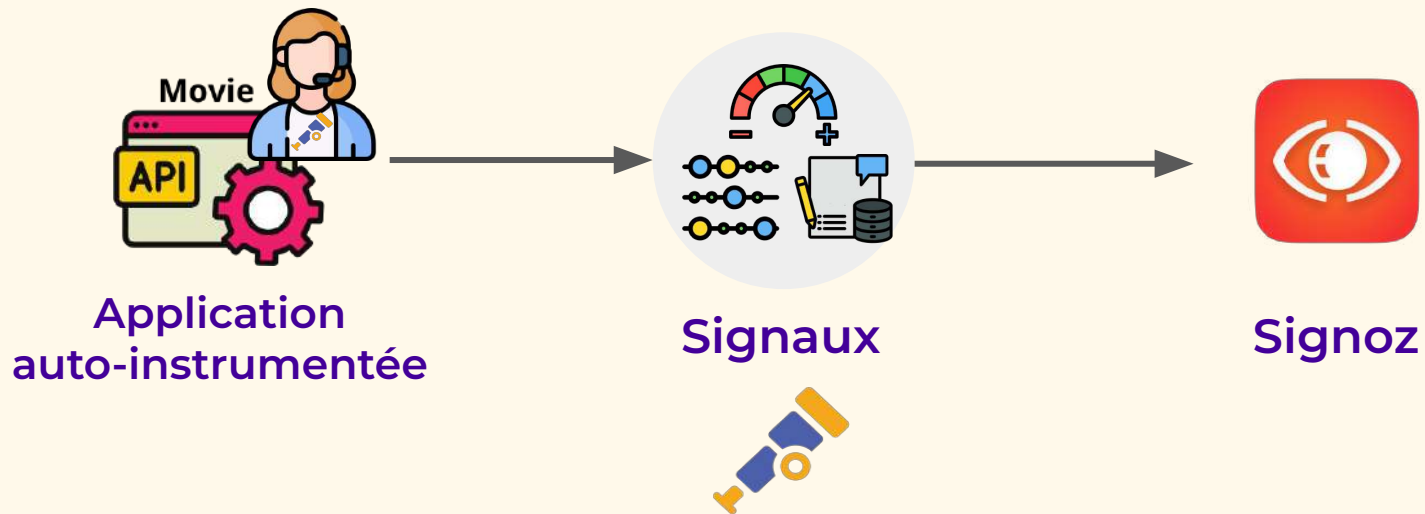 Movie
API
Application
auto-instrumentée
Signaux
Signoz